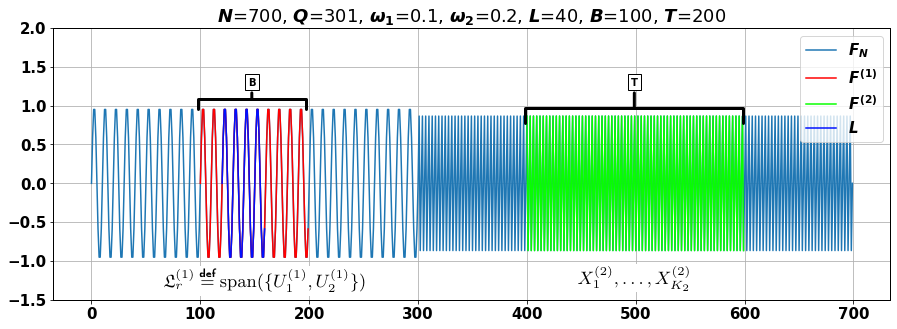 N=700, Q=301, ω₁=0.1, ω₂=0.2, L=40, B=100, T=200
2.0
1.5
1.0
0.5
0.0
−0.5
−1.0
−1.5
B
T
F_N
F^(1)
F^(2)
L
𝔏_r^(1) def= span({U_1^(1), U_2^(1)})
X_1^(2), . . . , X_{K_2}^(2)
0 100 200 300 400 500 600 700